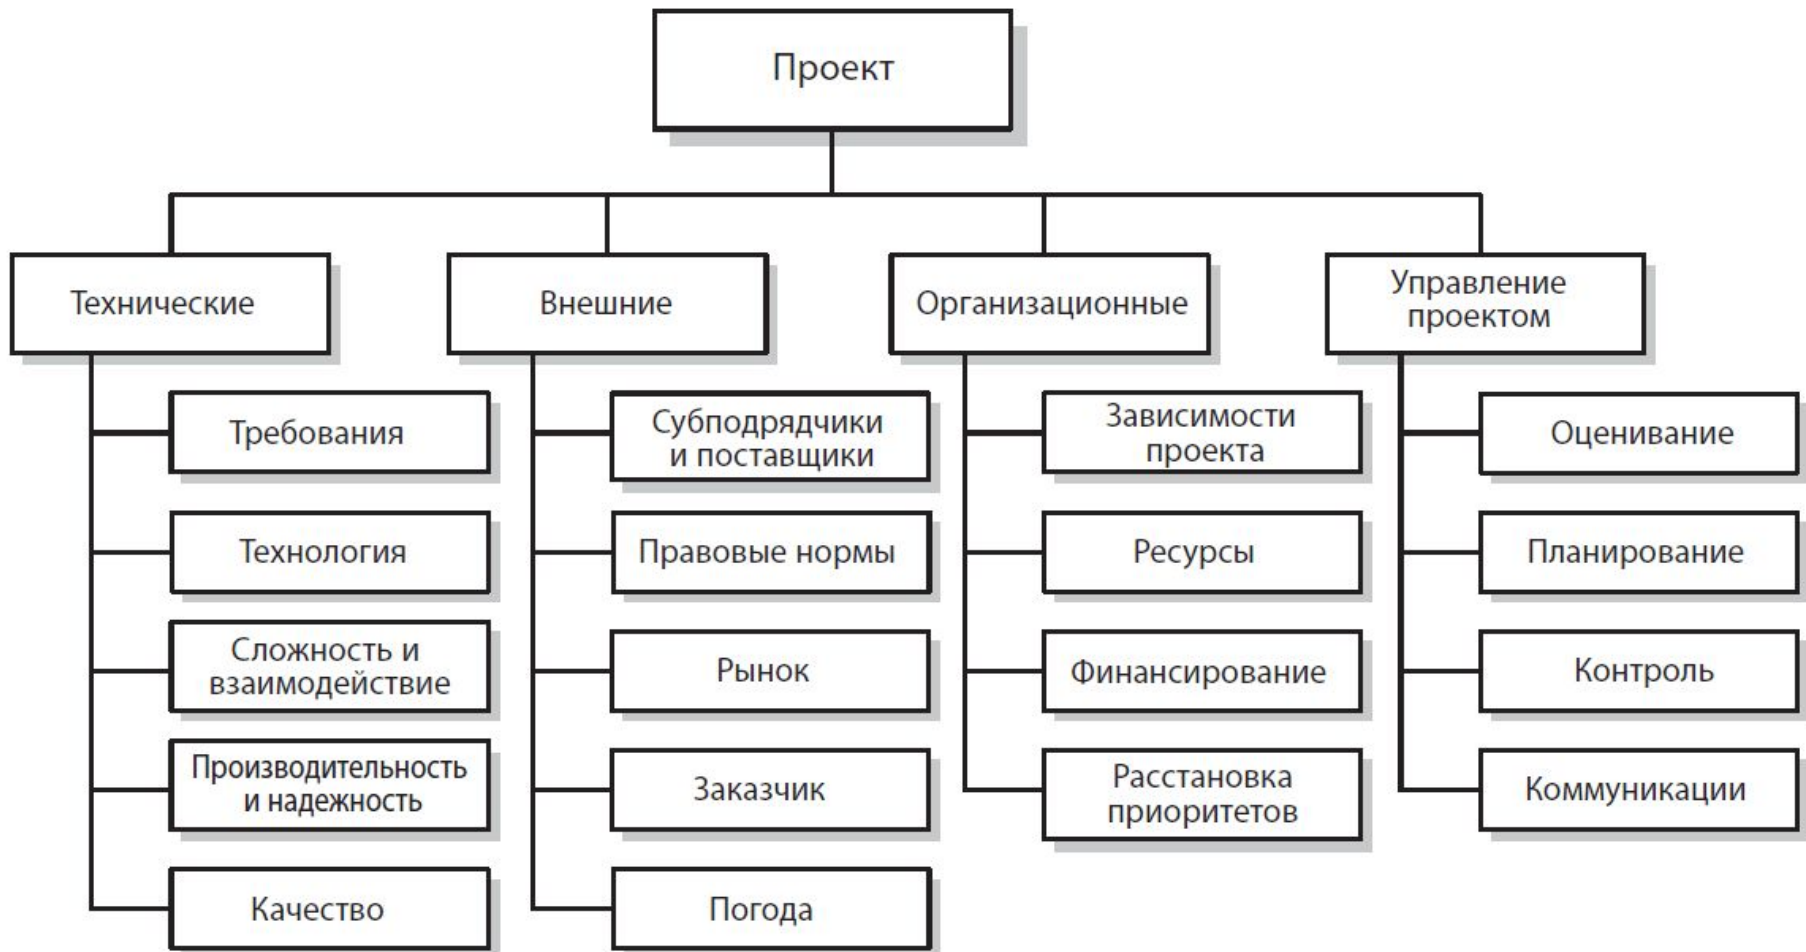 Проект
Технические
Внешние
Организационные
Управление
проектом
Требования
Технология
Сложность и
взаимодействие
Производительность
и надежность
Качество
Субподрядчики
и поставщики
Правовые нормы
Рынок
Заказчик
Погода
Зависимости
проекта
Ресурсы
Финансирование
Расстановка
приоритетов
Оценивание
Планирование
Контроль
Коммуникации